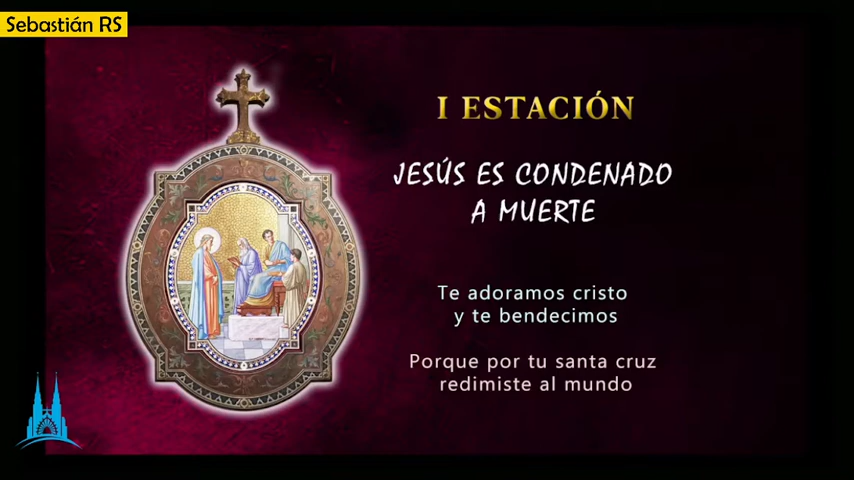 Sebastián RS
I ESTACIÓN
JESÚS ES CONDENADO
A MUERTE
Te adoramos cristo
y te bendecimos
Porque por tu santa cruz
redimiste al mundo